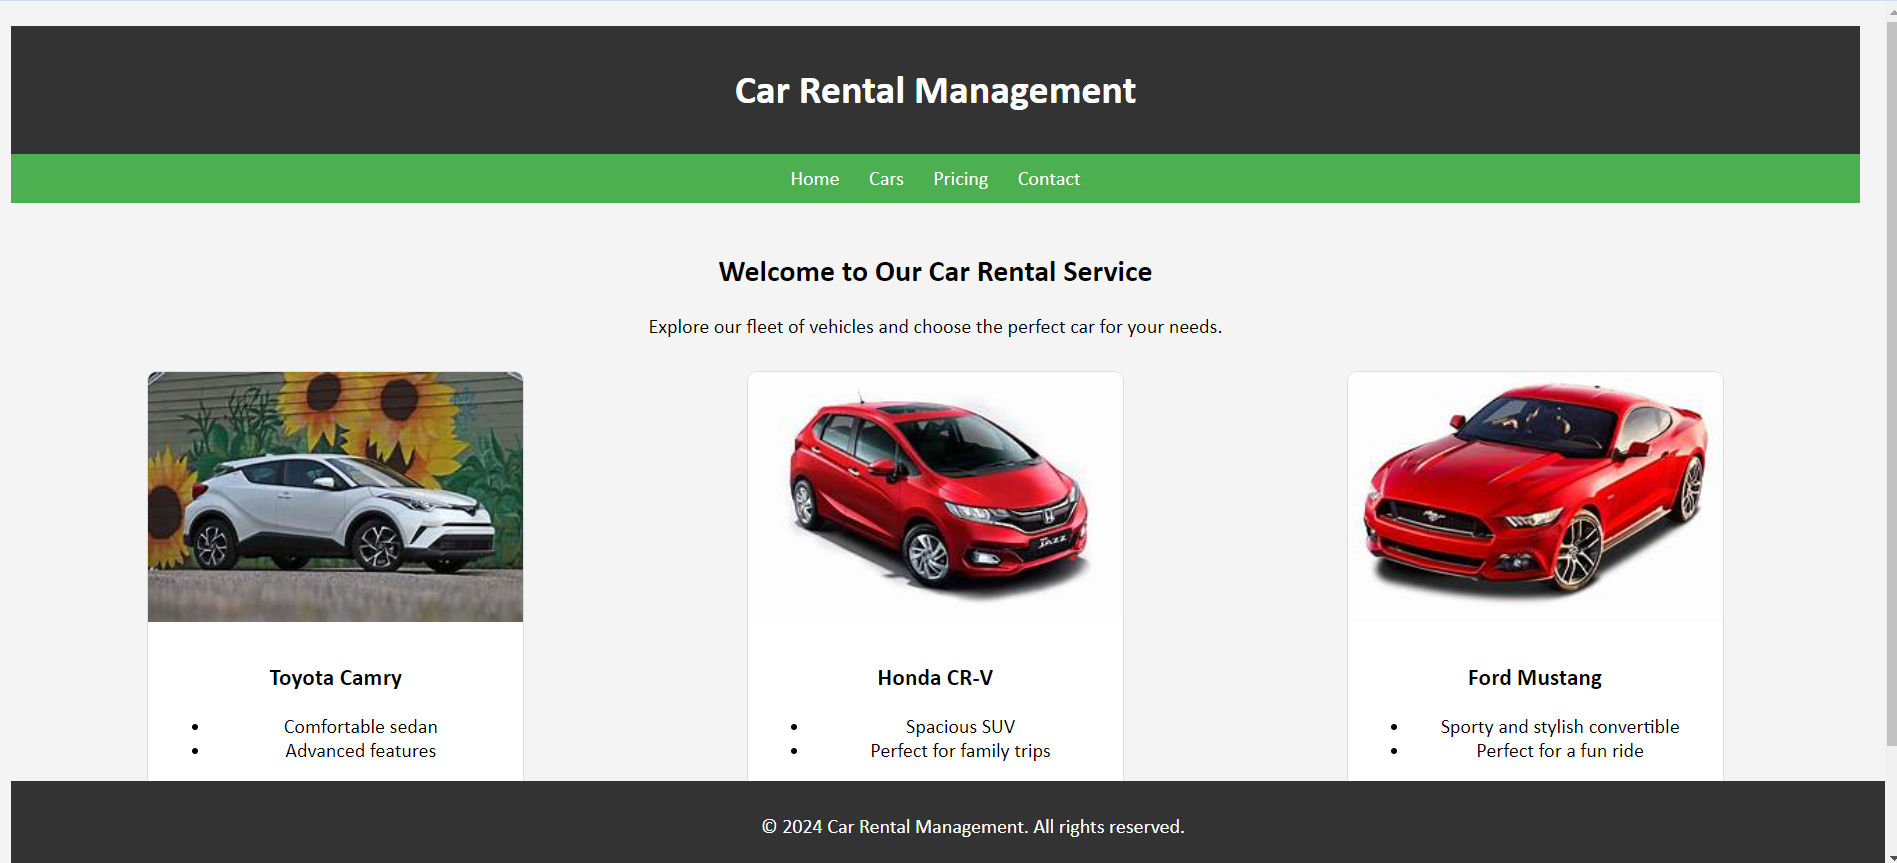 Car Rental Management
Home Cars Pricing Contact
Welcome to Our Car Rental Service
Explore our fleet of vehicles and choose the perfect car for your needs.
JAZZ
Toyota Camry
• Comfortable sedan
• Advanced features
Honda CR-V
• Spacious SUV
• Perfect for family trips
Ford Mustang
• Sporty and stylish convertible
• Perfect for a fun ride
© 2024 Car Rental Management. All rights reserved.